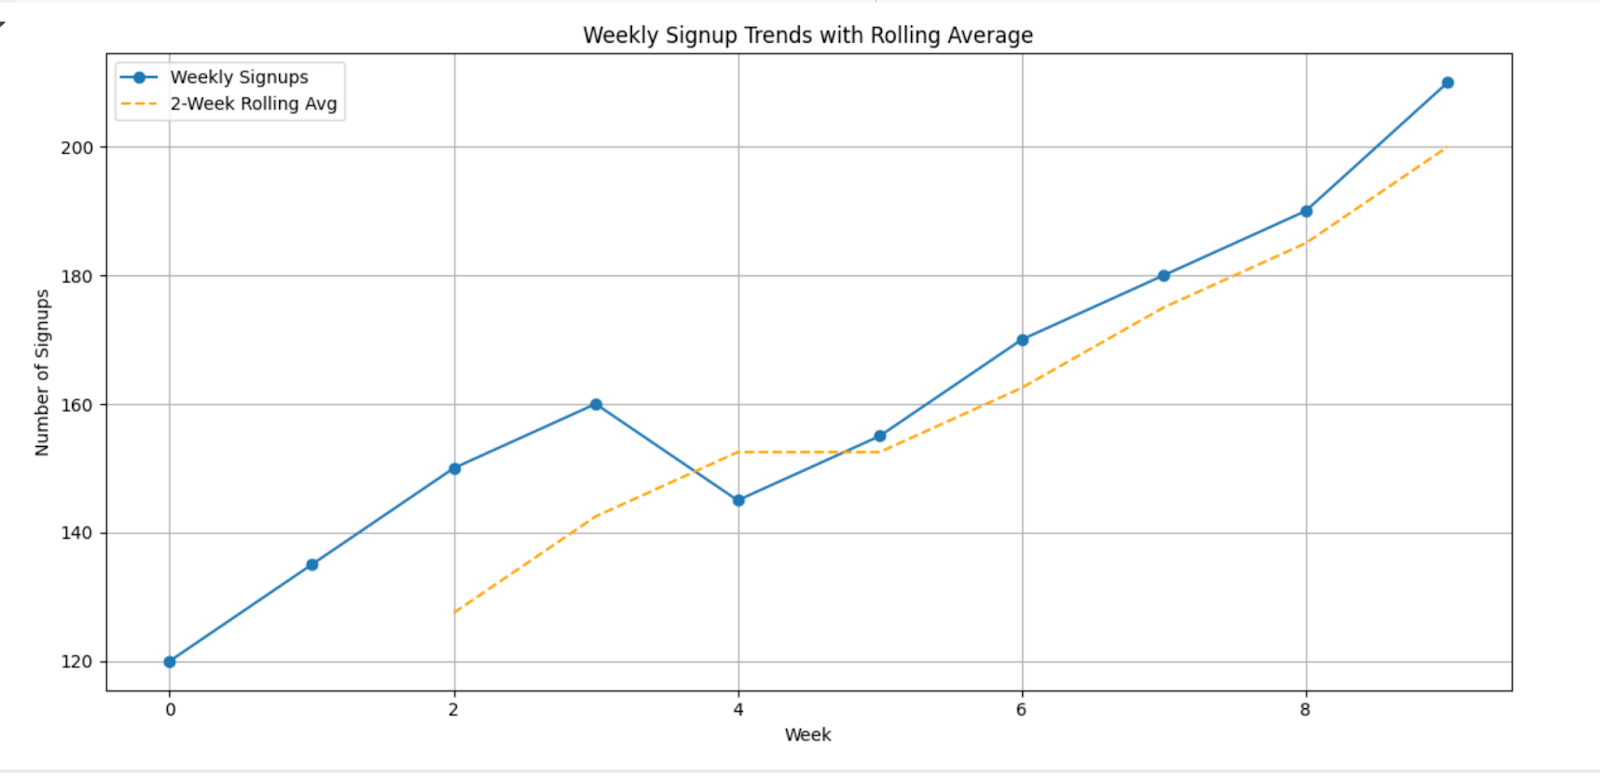 Weekly Signup Trends with Rolling Average
Weekly Signups
2-Week Rolling Avg
200
180
160
140
120
Number of Signups
0 2 4 6 8
Week